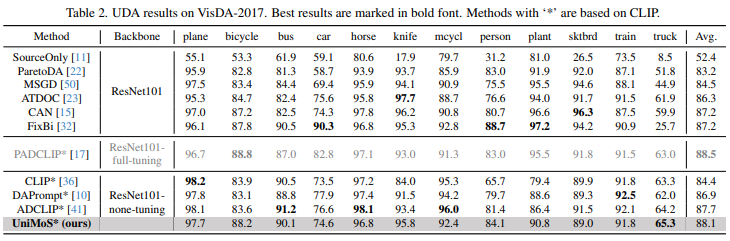 Table 2. UDA results on VisDA-2017. Best results are marked in bold font. Methods with ‘*’ are based on CLIP.
Method Backbone plane bicycle bus car horse knife mcycl person plant sktbrd train truck Avg.
SourceOnly [11] 55.1 53.3 61.9 59.1 80.6 17.9 79.7 31.2 81.0 26.5 73.5 8.5 52.4
ParetoDA [22] 95.9 82.8 81.3 58.7 93.9 93.7 85.9 83.0 91.9 92.0 87.1 51.8 83.2
MSGD [50] 97.5 83.4 84.4 69.4 95.9 94.1 90.9 75.5 95.5 94.6 88.1 44.9 84.5
ResNet101
ATDOC [23] 95.3 84.7 82.4 75.6 95.8 97.7 88.7 76.6 94.0 91.7 91.5 61.9 86.3
CAN [15] 97.0 87.2 82.5 74.3 97.8 96.2 90.8 80.7 96.6 96.3 87.5 59.9 87.2
FixBi [32] 96.1 87.8 90.5 90.3 96.8 95.3 92.8 88.7 97.2 94.2 90.9 25.7 87.2
PADCLIP* [17] ResNet101-full-tuning 96.7 88.8 87.0 82.8 97.1 93.0 91.3 83.0 95.5 91.8 91.5 63.0 88.5
CLIP* [36] 98.2 83.9 90.5 73.5 97.2 84.0 95.3 65.7 79.4 89.9 91.8 63.3 84.4
DAPrompt* [10] ResNet101-none-tuning 97.8 83.1 88.8 77.9 97.4 91.5 94.2 79.7 88.6 89.3 92.5 62.0 86.9
ADCLIP* [41] 98.1 83.6 91.2 76.6 98.1 93.4 96.0 81.4 86.4 91.5 92.1 64.2 87.7
UniMoS* (ours) 97.7 88.2 90.1 74.6 96.8 95.8 92.4 84.1 90.8 89.0 91.8 65.3 88.1